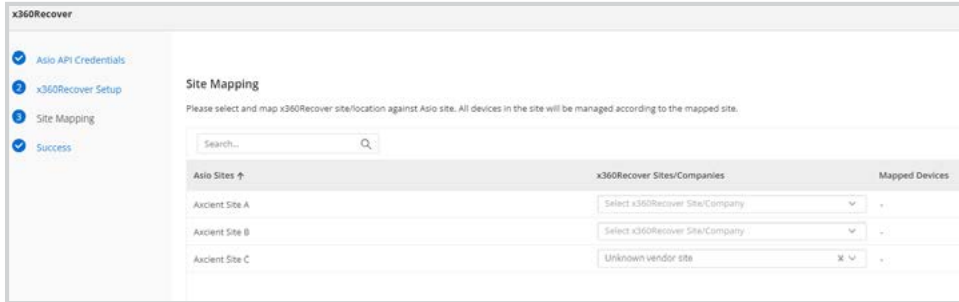 x360Recover
Asio API Credentials
2 x360Recover Setup
3 Site Mapping
Success
Site Mapping
Please select and map x360Recover site/location against Asio site. All devices in the site will be managed according to the mapped site.
Search...
Asio Sites ↑ x360Recover Sites/Companies Mapped Devices
Axcient Site A Select x360Recover Site/Company -
Axcient Site B Select x360Recover Site/Company -
Axcient Site C Unknown vendor site x -